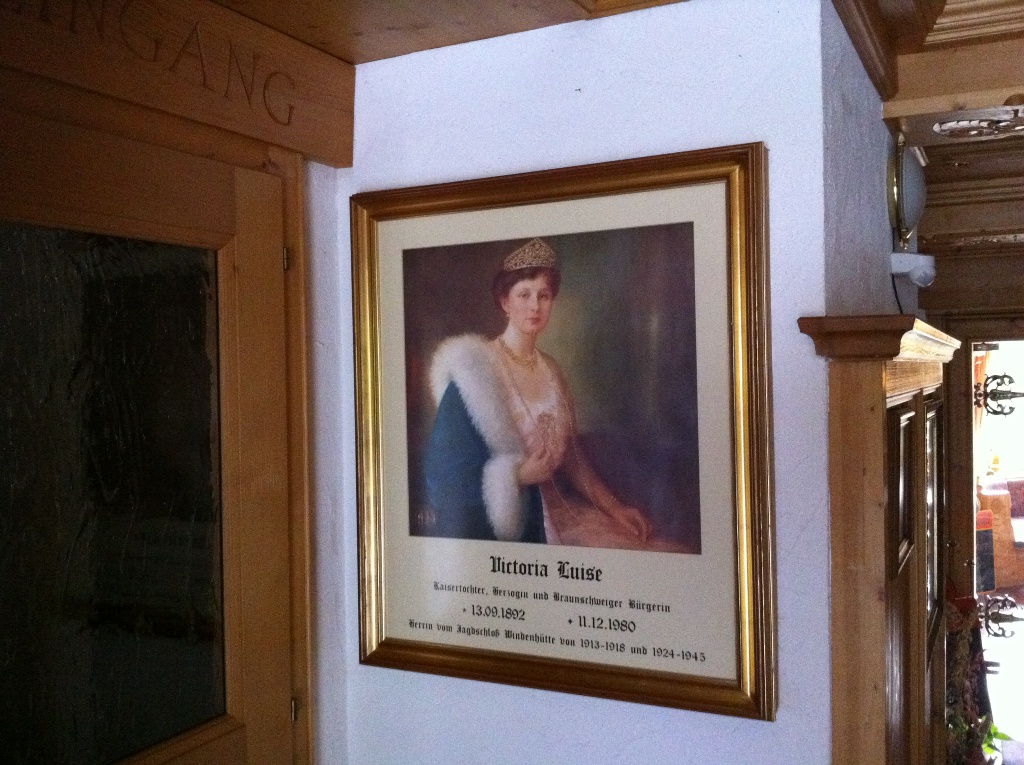 EINGANG
Victoria Luise
Kaisertochter, Herzogin und Braunschweiger Bürgerin
* 13.09.1892 + 11.12.1980
Herrin vom Jagdschloß Windenhütte von 1913-1918 und 1924-1945